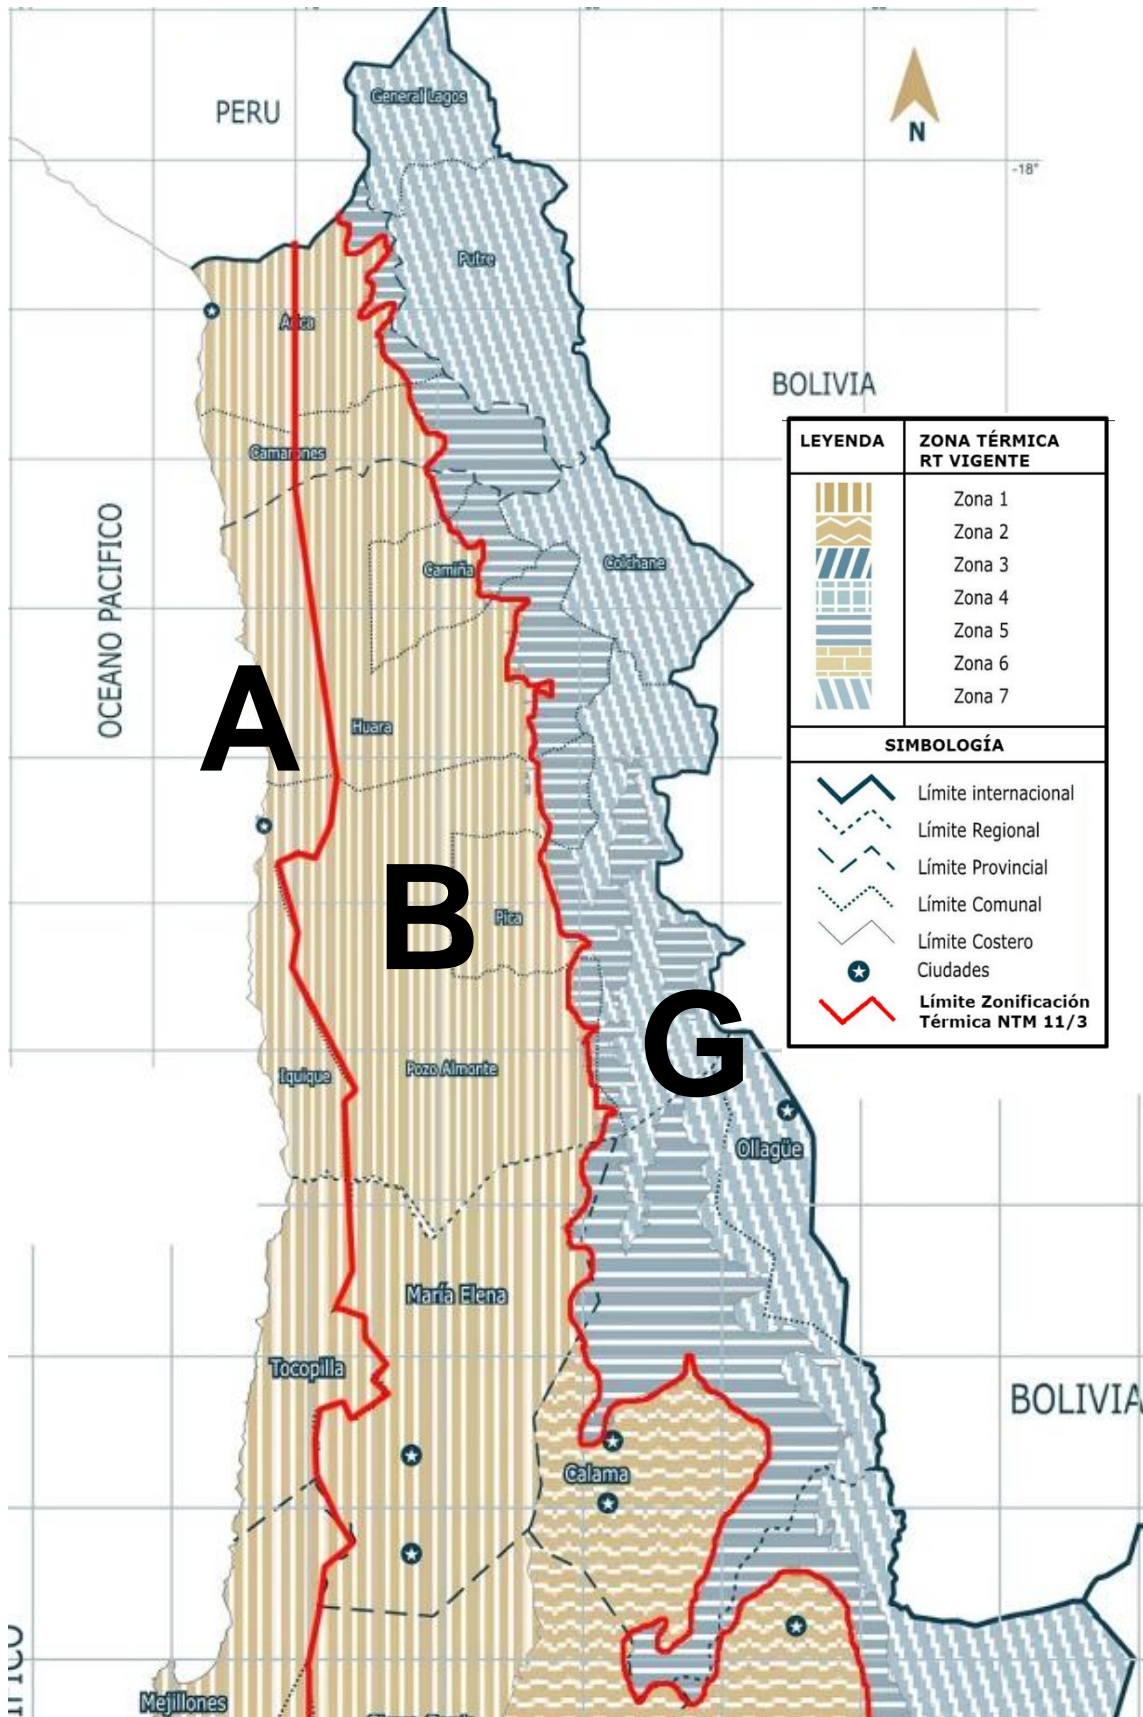 General Lagos
PERU
N
-18°
Putre
Arica
BOLIVIA
LEYENDA
ZONA TÉRMICA
RT VIGENTE
Zona 1
Zona 2
Zona 3
Zona 4
Zona 5
Zona 6
Zona 7
SIMBOLOGÍA
Límite internacional
Límite Regional
Límite Provincial
Límite Comunal
Límite Costero
Ciudades
Límite Zonificación
Térmica NTM 11/3
Camarones
OCEANO PACIFICO
Camiña
Colchane
A
Huara
B
Pica
G
Iquique
Pozo Almonte
Ollagüe
María Elena
Tocopilla
BOLIVIA
Calama
Mejillones